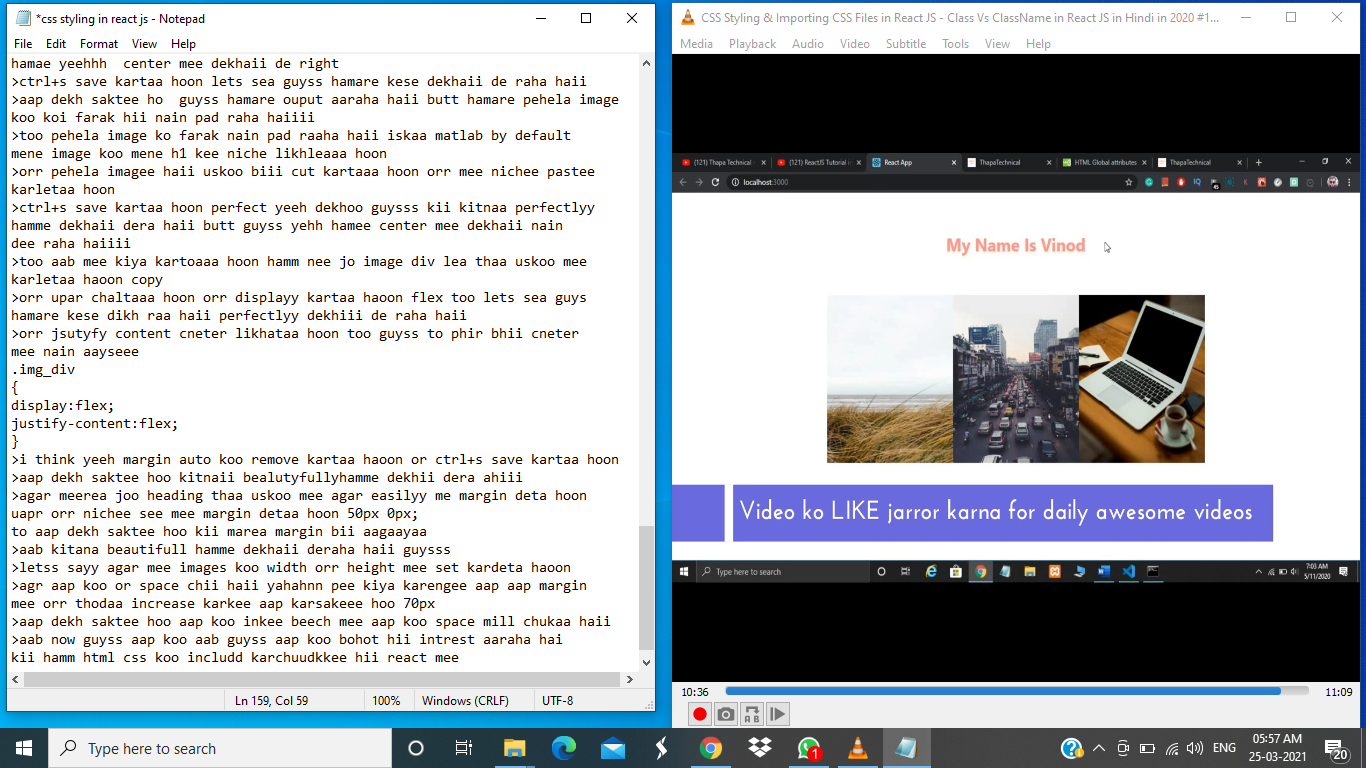 *css styling in react js - Notepad
File Edit Format View Help
hamae yeehhh  center mee dekhaii de right
>ctrl+s save kartaa hoon lets sea guyss hamare kese dekhaii de raha haii
>aap dekh saktee ho  guyss hamare ouput aaraha haii butt hamare pehela image
koo koi farak hii nain pad raha haiiii
>too pehela image ko farak nain pad raaha haii iskaa matlab by default
mene image koo mene h1 kee niche likhleaaa hoon
>orr pehela imagee haii uskoo biii cut kartaaa hoon orr mee nichee pastee
karletaa hoon
>ctrl+s save kartaa hoon perfect yeeh dekhoo guysss kii kitnaa perfectlyy
hamme dekhaii dera haii butt guyss yehh hamee center mee dekhaii nain
dee raha haiiii
>too aab mee kiya kartoaaa hoon hamm nee jo image div lea thaa uskoo mee
karletaa haoon copy
>orr upar chaltaaa hoon orr displayy kartaa haoon flex too lets sea guys
hamare kese dikh raa haii perfectlyy dekhiii de raha haii
>orr jsutyfy content cneter likhataa hoon too guyss to phir bhii cneter
mee nain aayseee
.img_div
{
display:flex;
justify-content:flex;
}
>i think yeeh margin auto koo remove kartaa haoon or ctrl+s save kartaa hoon
>aap dekh saktee hoo kitnaii bealutyfullyhamme dekhii dera ahiii
>agar meerea joo heading thaa uskoo mee agar easilyy me margin deta hoon
uapr orr nichee see mee margin detaa hoon 50px 0px;
to aap dekh saktee hoo kii marea margin bii aagaayaa
>aab kitana beautifull hamme dekhaii deraha haii guysss
>letss sayy agar mee images koo width orr height mee set kardeta haoon
>agr aap koo or space chii haii yahahnn pee kiya karengee aap aap margin
mee orr thodaa increase karkee aap karsakeee hoo 70px
>aap dekh saktee hoo aap koo inkee beech mee aap koo space mill chukaa haii
>aab now guyss aap koo aab guyss aap koo bohot hii intrest aaraha hai
kii hamm html css koo includd karchuudkkee hii react mee
Ln 159, Col 59 100% Windows (CRLF) UTF-8
CSS Styling & Importing CSS Files in React JS - Class Vs ClassName in React JS in Hindi in 2020 #1...
Media Playback Audio Video Subtitle Tools View Help
(121) Thapa Technical - (121) ReactJS Tutorial React App ThapaTechnical HTML Global attributes ThapaTechnical
localhost:3000
My Name Is Vinod
Video ko LIKE jarror karna for daily awesome videos
Type here to search
7:03 AM
5/11/2020
10:36 11:09
Type here to search
1
ENG
05:57 AM
25-03-2021
20